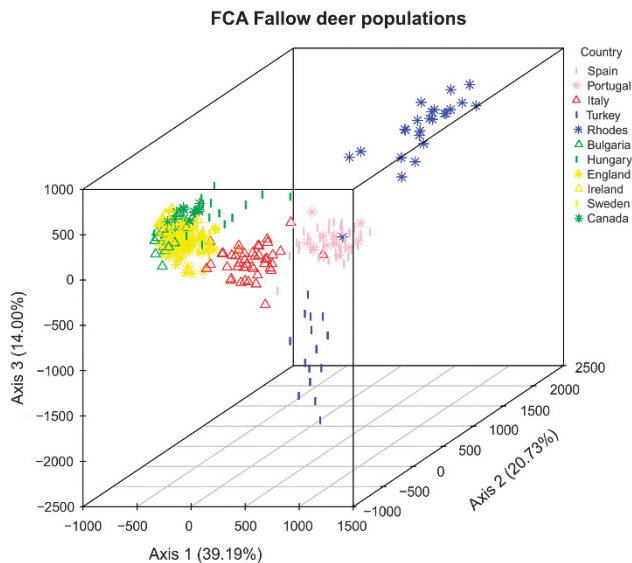 FCA Fallow deer populations
Country
Spain
Portugal
Italy
Turkey
Rhodes
Bulgaria
Hungary
England
Ireland
Sweden
Canada
1000
500
0
−500
−1000
−1500
−2000
−2500
Axis 3 (14.00%)
−1000
−500
0
500
1000
1500
Axis 1 (39.19%)
−1000
−500
0
500
1000
1500
2000
2500
Axis 2 (20.73%)